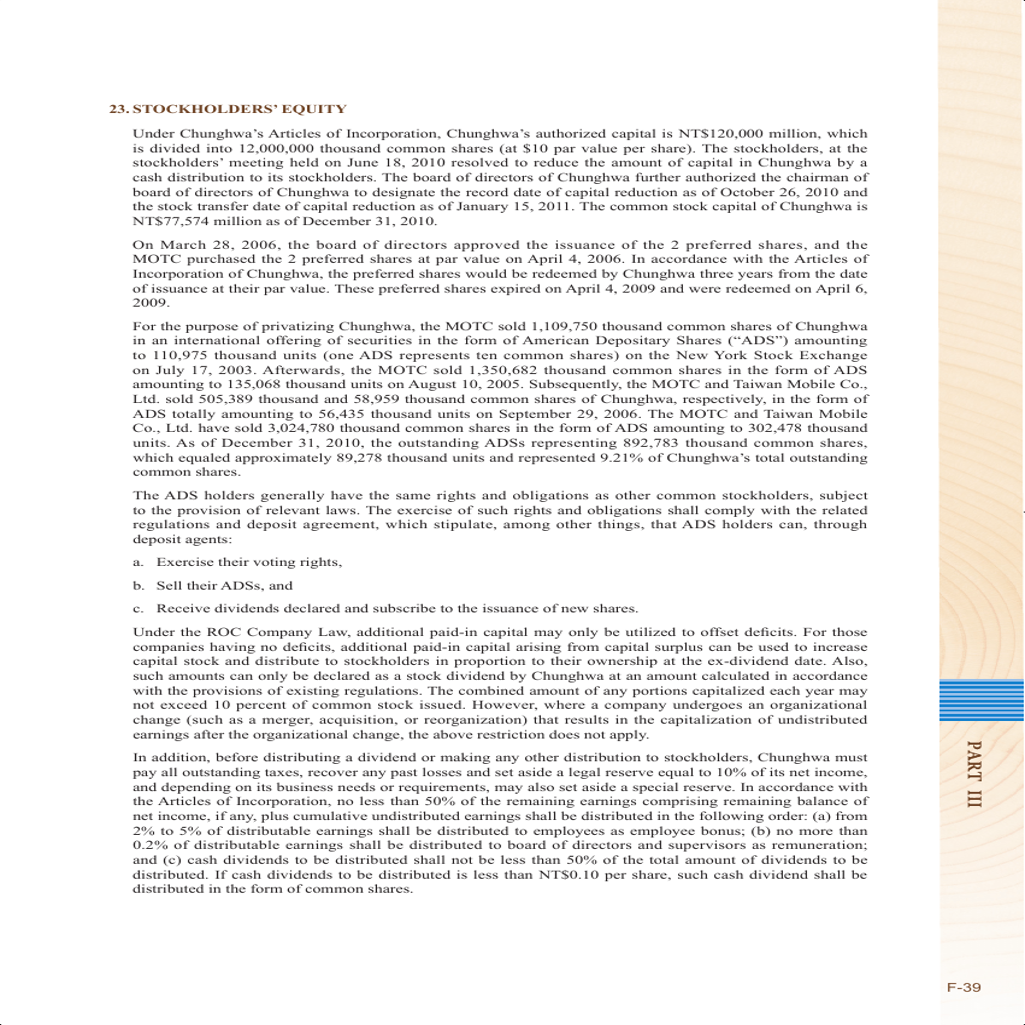 23. STOCKHOLDERS’ EQUITY
Under Chunghwa’s Articles of Incorporation, Chunghwa’s authorized capital is NT$120,000 million, which
is divided into 12,000,000 thousand common shares (at $10 par value per share). The stockholders, at the
stockholders’ meeting held on June 18, 2010 resolved to reduce the amount of capital in Chunghwa by a
cash distribution to its stockholders. The board of directors of Chunghwa further authorized the chairman of
board of directors of Chunghwa to designate the record date of capital reduction as of October 26, 2010 and
the stock transfer date of capital reduction as of January 15, 2011. The common stock capital of Chunghwa is
NT$77,574 million as of December 31, 2010.
On March 28, 2006, the board of directors approved the issuance of the 2 preferred shares, and the
MOTC purchased the 2 preferred shares at par value on April 4, 2006. In accordance with the Articles of
Incorporation of Chunghwa, the preferred shares would be redeemed by Chunghwa three years from the date
of issuance at their par value. These preferred shares expired on April 4, 2009 and were redeemed on April 6,
2009.
For the purpose of privatizing Chunghwa, the MOTC sold 1,109,750 thousand common shares of Chunghwa
in an international offering of securities in the form of American Depositary Shares (“ADS”) amounting
to 110,975 thousand units (one ADS represents ten common shares) on the New York Stock Exchange
on July 17, 2003. Afterwards, the MOTC sold 1,350,682 thousand common shares in the form of ADS
amounting to 135,068 thousand units on August 10, 2005. Subsequently, the MOTC and Taiwan Mobile Co.,
Ltd. sold 505,389 thousand and 58,959 thousand common shares of Chunghwa, respectively, in the form of
ADS totally amounting to 56,435 thousand units on September 29, 2006. The MOTC and Taiwan Mobile
Co., Ltd. have sold 3,024,780 thousand common shares in the form of ADS amounting to 302,478 thousand
units. As of December 31, 2010, the outstanding ADSs representing 892,783 thousand common shares,
which equaled approximately 89,278 thousand units and represented 9.21% of Chunghwa’s total outstanding
common shares.
The ADS holders generally have the same rights and obligations as other common stockholders, subject
to the provision of relevant laws. The exercise of such rights and obligations shall comply with the related
regulations and deposit agreement, which stipulate, among other things, that ADS holders can, through
deposit agents:
a. Exercise their voting rights,
b. Sell their ADSs, and
c. Receive dividends declared and subscribe to the issuance of new shares.
Under the ROC Company Law, additional paid-in capital may only be utilized to offset deficits. For those
companies having no deficits, additional paid-in capital arising from capital surplus can be used to increase
capital stock and distribute to stockholders in proportion to their ownership at the ex-dividend date. Also,
such amounts can only be declared as a stock dividend by Chunghwa at an amount calculated in accordance
with the provisions of existing regulations. The combined amount of any portions capitalized each year may
not exceed 10 percent of common stock issued. However, where a company undergoes an organizational
change (such as a merger, acquisition, or reorganization) that results in the capitalization of undistributed
earnings after the organizational change, the above restriction does not apply.
In addition, before distributing a dividend or making any other distribution to stockholders, Chunghwa must
pay all outstanding taxes, recover any past losses and set aside a legal reserve equal to 10% of its net income,
and depending on its business needs or requirements, may also set aside a special reserve. In accordance with
the Articles of Incorporation, no less than 50% of the remaining earnings comprising remaining balance of
net income, if any, plus cumulative undistributed earnings shall be distributed in the following order: (a) from
2% to 5% of distributable earnings shall be distributed to employees as employee bonus; (b) no more than
0.2% of distributable earnings shall be distributed to board of directors and supervisors as remuneration;
and (c) cash dividends to be distributed shall not be less than 50% of the total amount of dividends to be
distributed. If cash dividends to be distributed is less than NT$0.10 per share, such cash dividend shall be
distributed in the form of common shares.
PART III
F-39